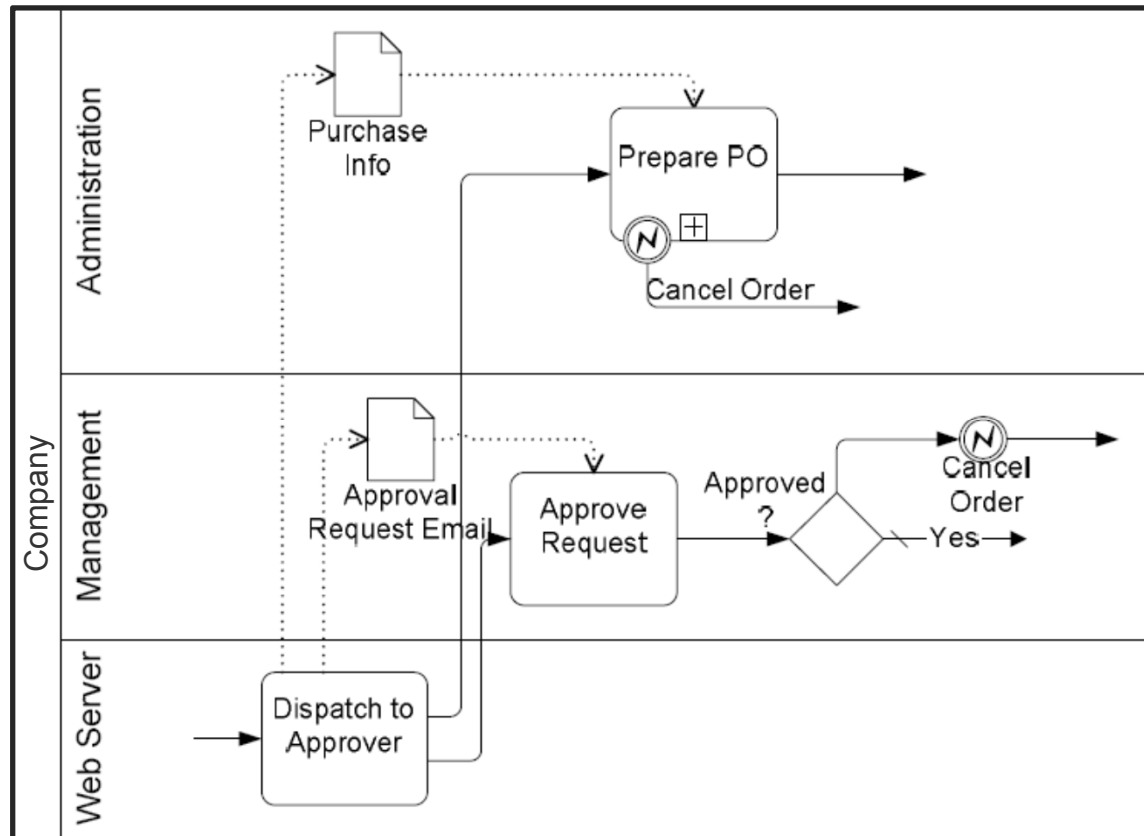 Company
Administration
Purchase
Info
Prepare PO
Cancel Order
Management
Approval
Request Email
Approve
Request
Approved
?
Cancel
Order
Yes
Web Server
Dispatch to
Approver